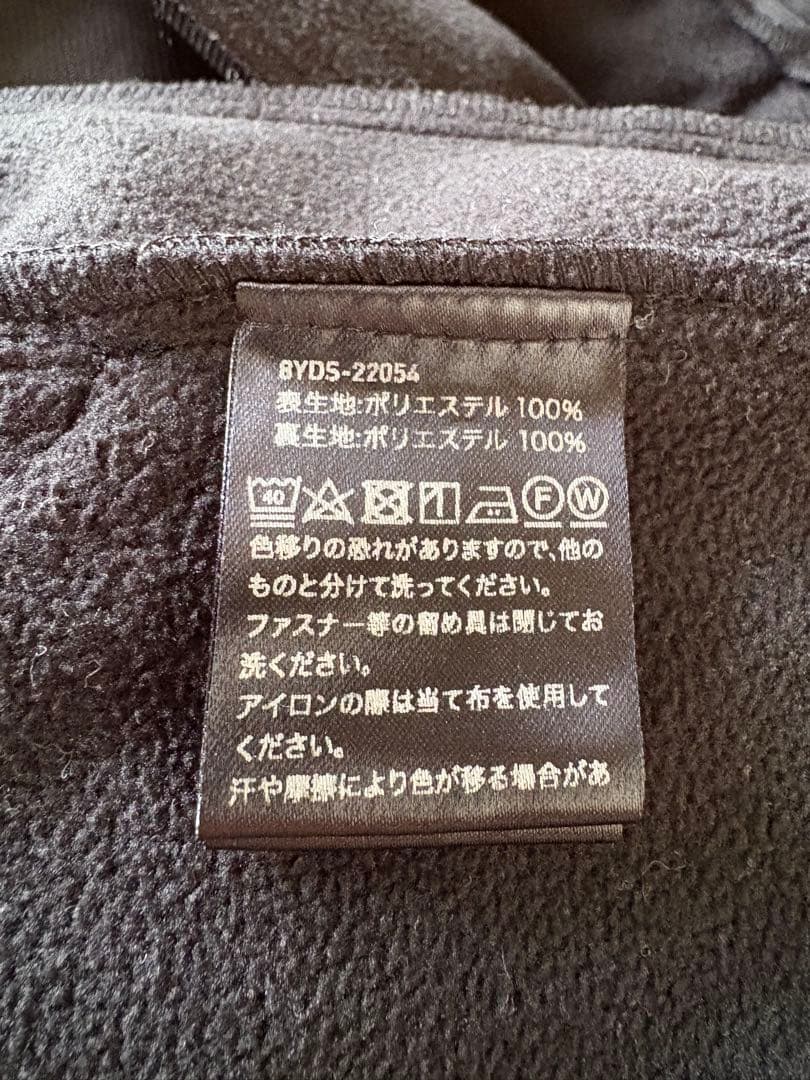 8YDS-22054
表生地:ポリエステル 100%
裏生地:ポリエステル 100%
40 F W
色移りの恐れがありますので、他の
ものと分けて洗ってください。
ファスナー等の留め具は閉じてお
洗ください。
アイロンの際は当て布を使用して
ください。
汗や摩擦により色が移る場合があ